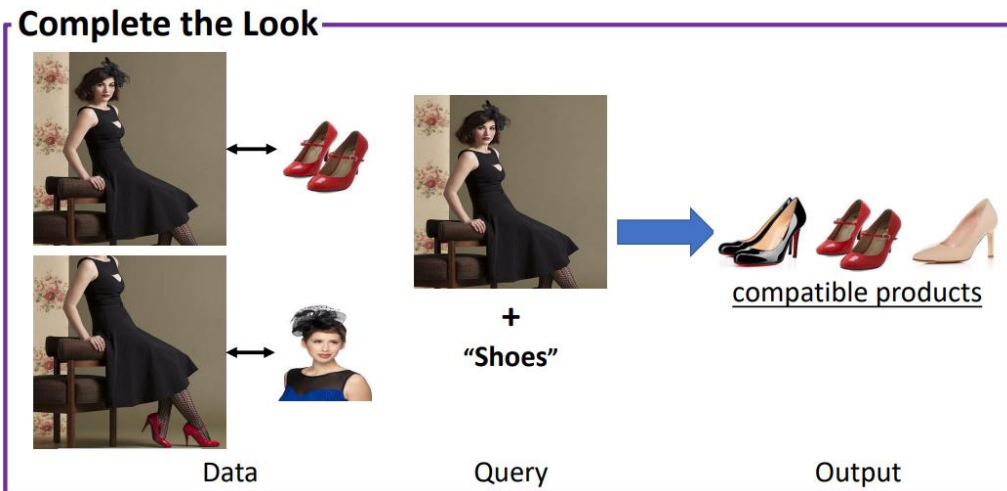 Complete the Look
+
“Shoes”
compatible products
Data
Query
Output